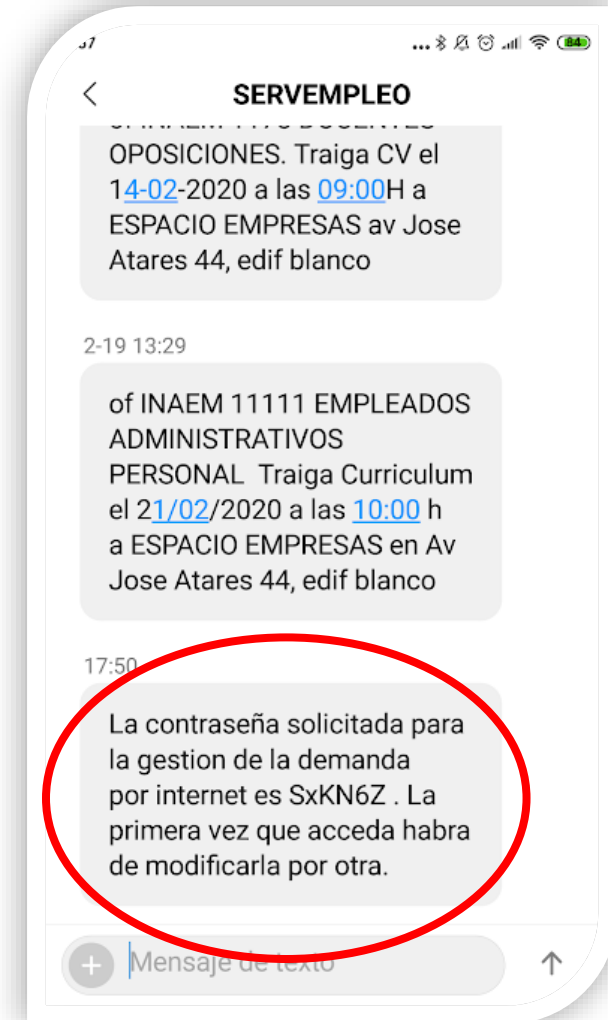 84
SERVEMPLEO
OPOSICIONES. Traiga CV el
14-02-2020 a las 09:00H a
ESPACIO EMPRESAS av Jose
Atares 44, edif blanco
2-19 13:29
of INAEM 11111 EMPLEADOS
ADMINISTRATIVOS
PERSONAL Traiga Curriculum
el 21/02/2020 a las 10:00 h
a ESPACIO EMPRESAS en Av
Jose Atares 44, edif blanco
17:50
La contraseña solicitada para
la gestion de la demanda
por internet es SxKN6Z . La
primera vez que acceda habra
de modificarla por otra.
Mensaje de texto